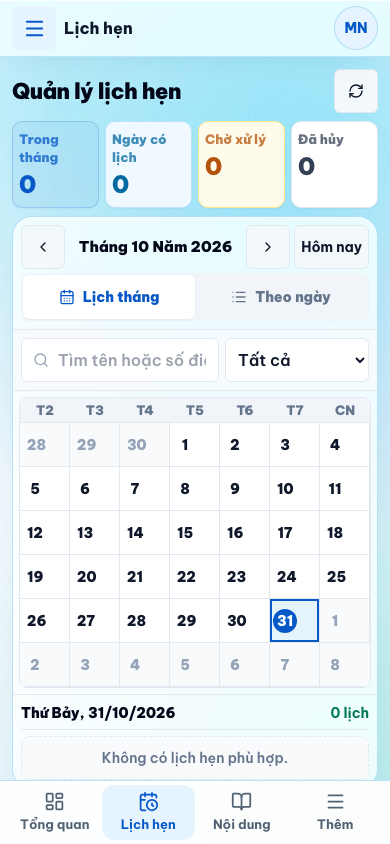 Lịch hẹn
MN
Quản lý lịch hẹn
Trong tháng
0
Ngày có lịch
0
Chờ xử lý
0
Đã hủy
0
Tháng 10 Năm 2026
Hôm nay
Lịch tháng
Theo ngày
Tìm tên hoặc số điệ
Tất cả
T2 T3 T4 T5 T6 T7 CN
28 29 30 1 2 3 4
5 6 7 8 9 10 11
12 13 14 15 16 17 18
19 20 21 22 23 24 25
26 27 28 29 30 31 1
2 3 4 5 6 7 8
Thứ Bảy, 31/10/2026 0 lịch
Không có lịch hẹn phù hợp.
Tổng quan Lịch hẹn Nội dung Thêm